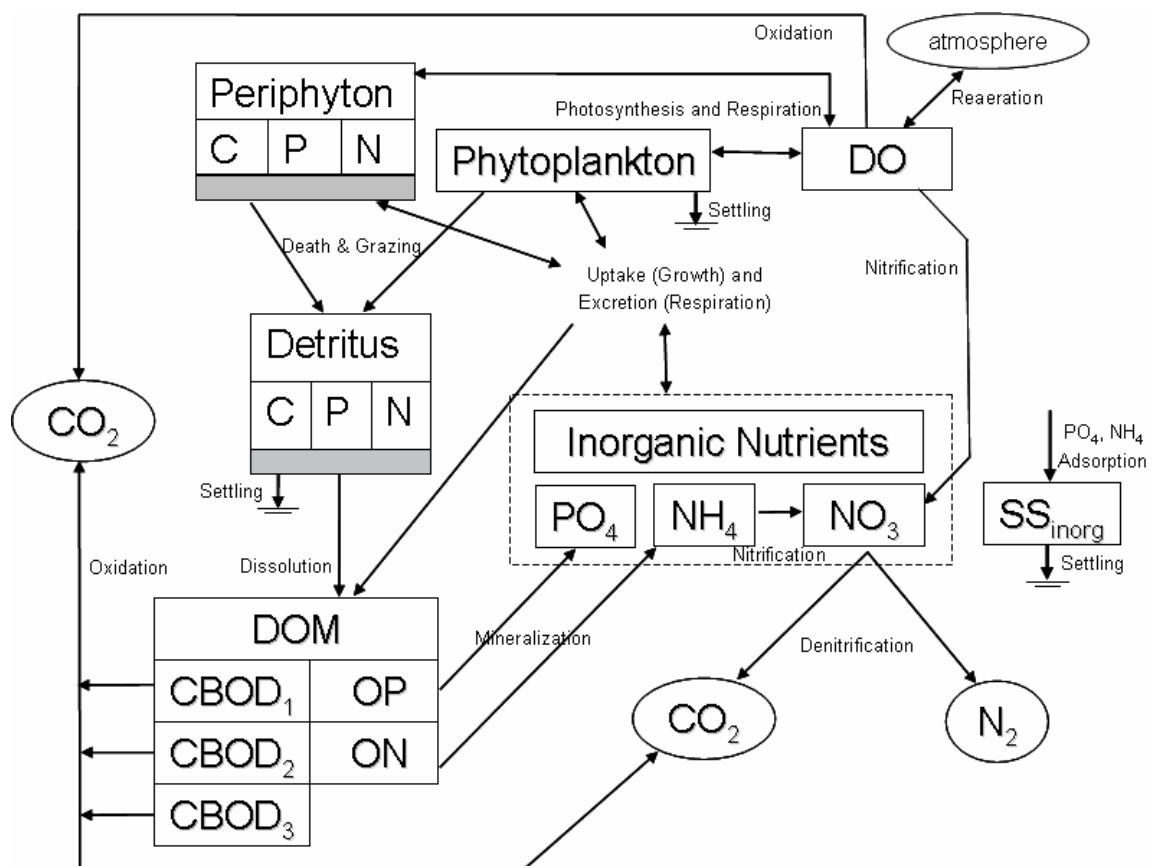 Oxidation
atmosphere
Periphyton
Reaeration
Photosynthesis and Respiration
C P N
Phytoplankton
DO
Settling
Death & Grazing
Nitrification
Uptake (Growth) and
Excretion (Respiration)
Detritus
C P N
CO₂
Inorganic Nutrients
PO₄, NH₄
Adsorption
Settling
PO₄
NH₄
NO₃
SSinorg
Nitrification
Oxidation
Dissolution
Settling
DOM
Mineralization
Denitrification
CBOD₁
OP
CO₂
N₂
CBOD₂
ON
CBOD₃